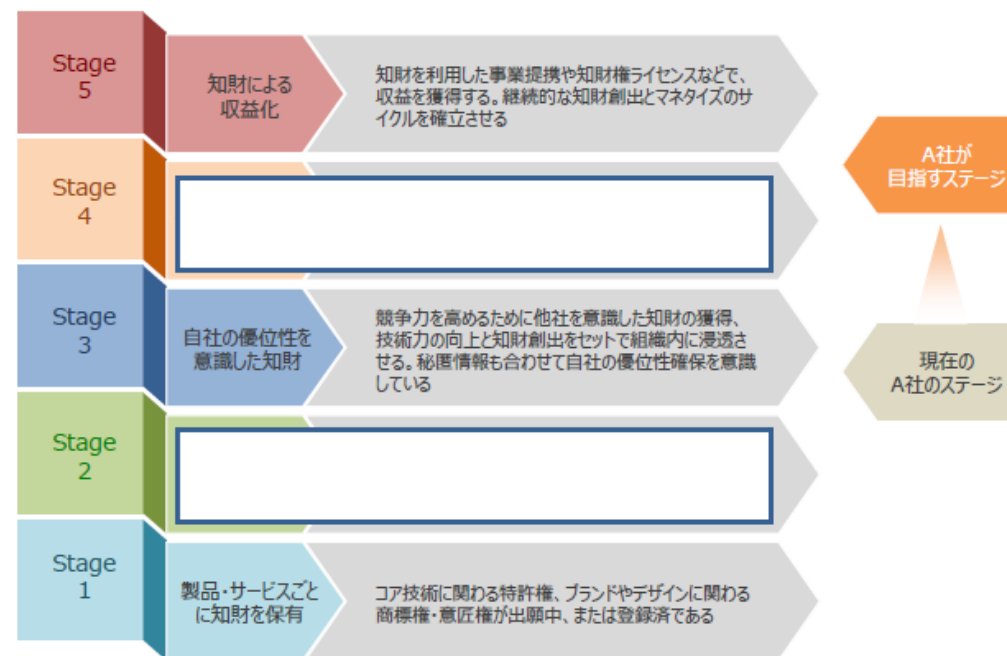 Stage
5
知財による
収益化
知財を利用した事業提携や知財権ライセンスなどで、
収益を獲得する。継続的な知財創出とマネタイズのサ
イクルを確立させる
A社が
目指すステージ
Stage
4
Stage
3
自社の優位性を
意識した知財
競争力を高めるために他社を意識した知財の獲得、
技術力の向上と知財創出をセットで組織内に浸透さ
せる。秘匿情報も合わせて自社の優位性確保を意識
している
現在の
A社のステージ
Stage
2
Stage
1
製品・サービスごと
に知財を保有
コア技術に関わる特許権、ブランドやデザインに関わる
商標権・意匠権が出願中、または登録済である